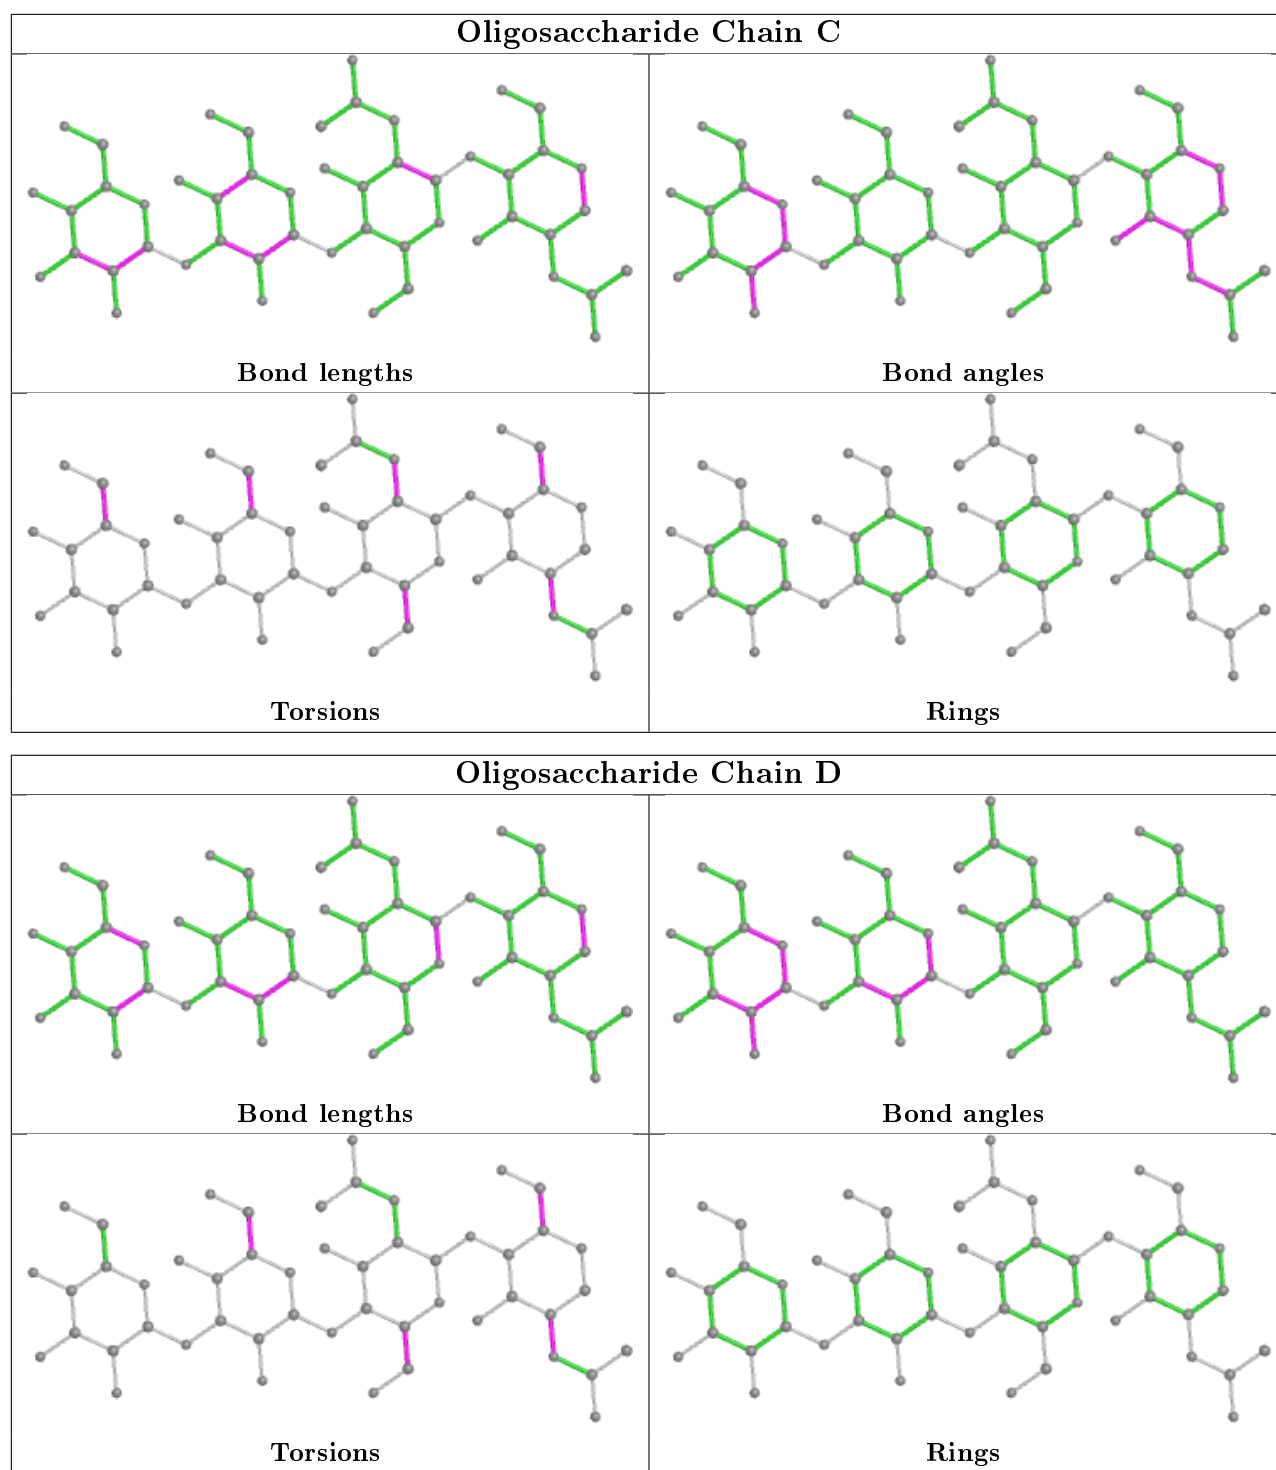 Oligosaccharide Chain C
Bond lengths
Bond angles
Torsions
Rings
Oligosaccharide Chain D
Bond lengths
Bond angles
Torsions
Rings